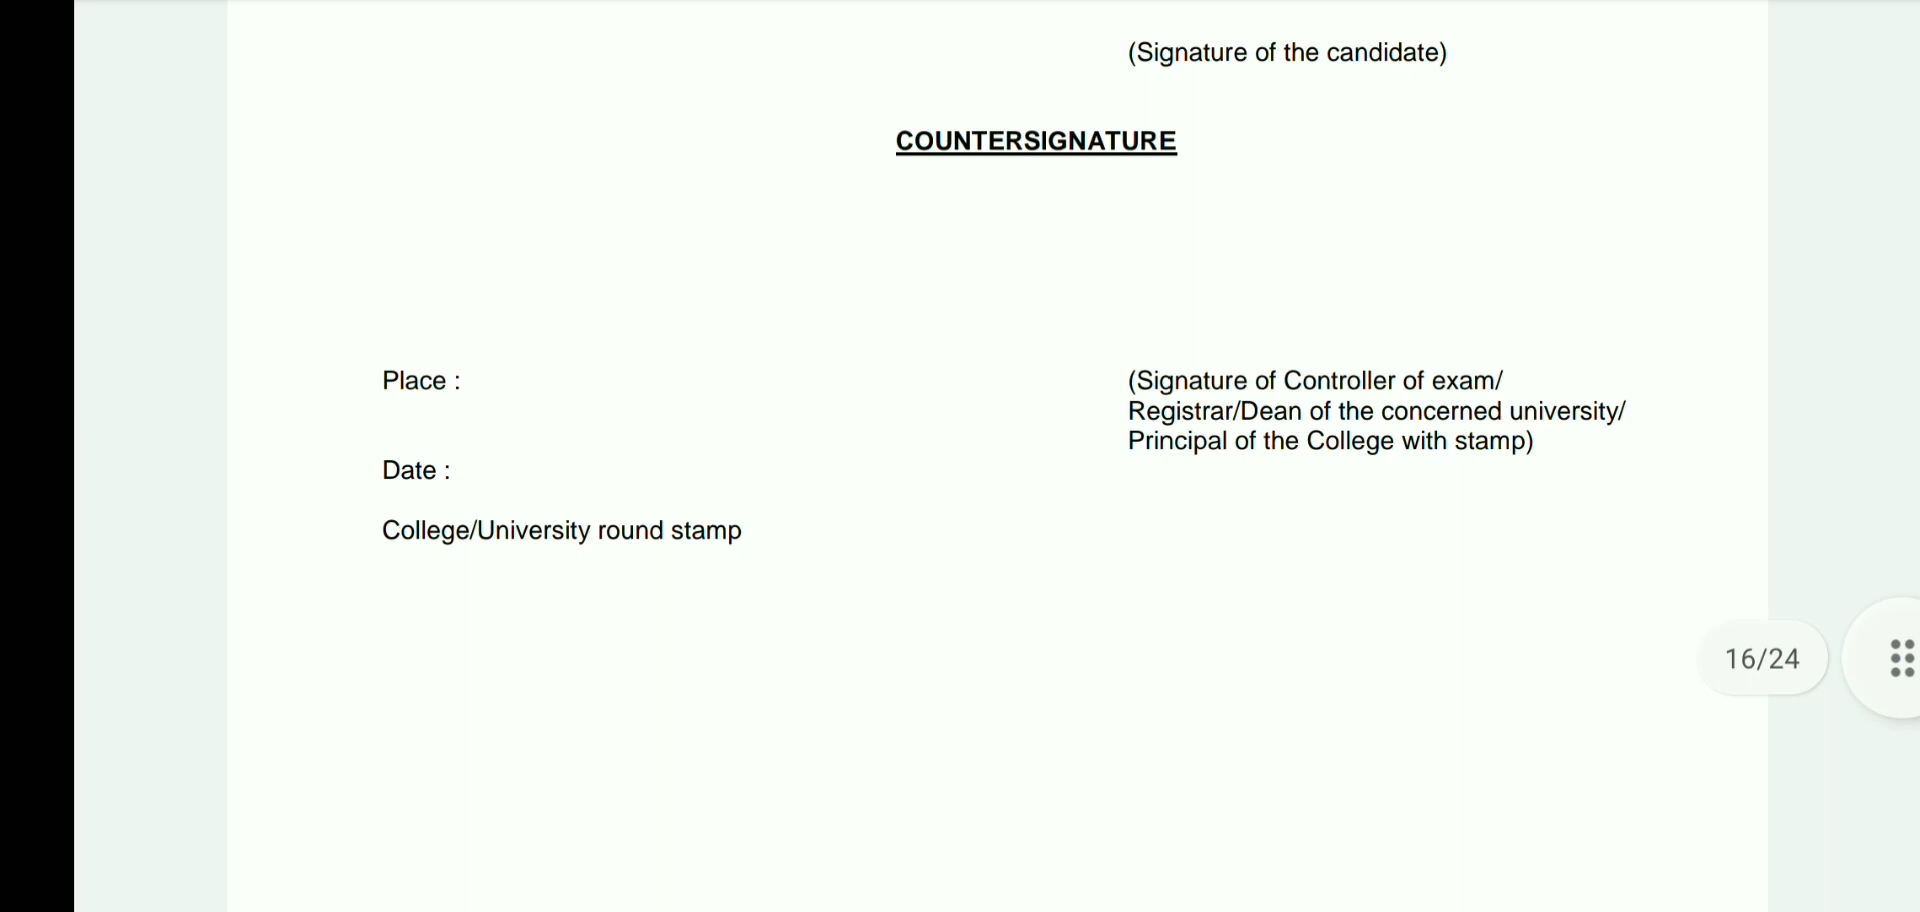 (Signature of the candidate)
COUNTERSIGNATURE
Place :
(Signature of Controller of exam/
Registrar/Dean of the concerned university/
Principal of the College with stamp)
Date :
College/University round stamp
16/24